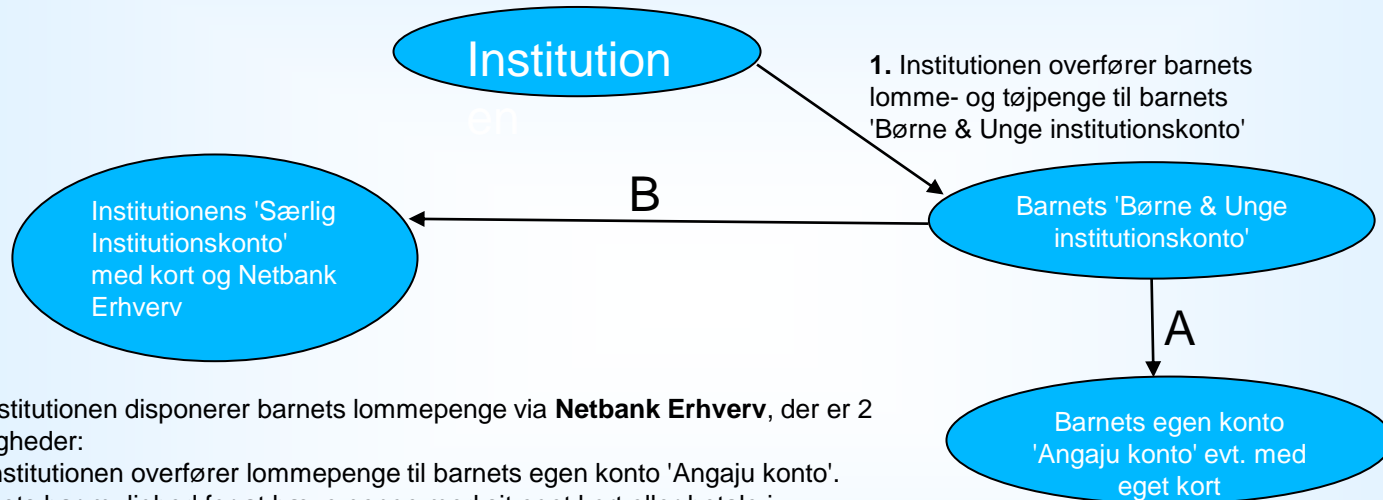 Institution
en
1. Institutionen overfører barnets
lomme- og tøjpenge til barnets
'Børne & Unge institutionskonto'
B
Institutionens 'Særlig
Institutionskonto'
med kort og Netbank
Erhverv
Barnets 'Børne & Unge
institutionskonto'
A
Barnets egen konto
'Angaju konto' evt. med
eget kort
stitutionen disponerer barnets lommepenge via Netbank Erhverv, der er 2
gheder:
nstitutionen overfører lommepenge til barnets egen konto 'Angaju konto'.